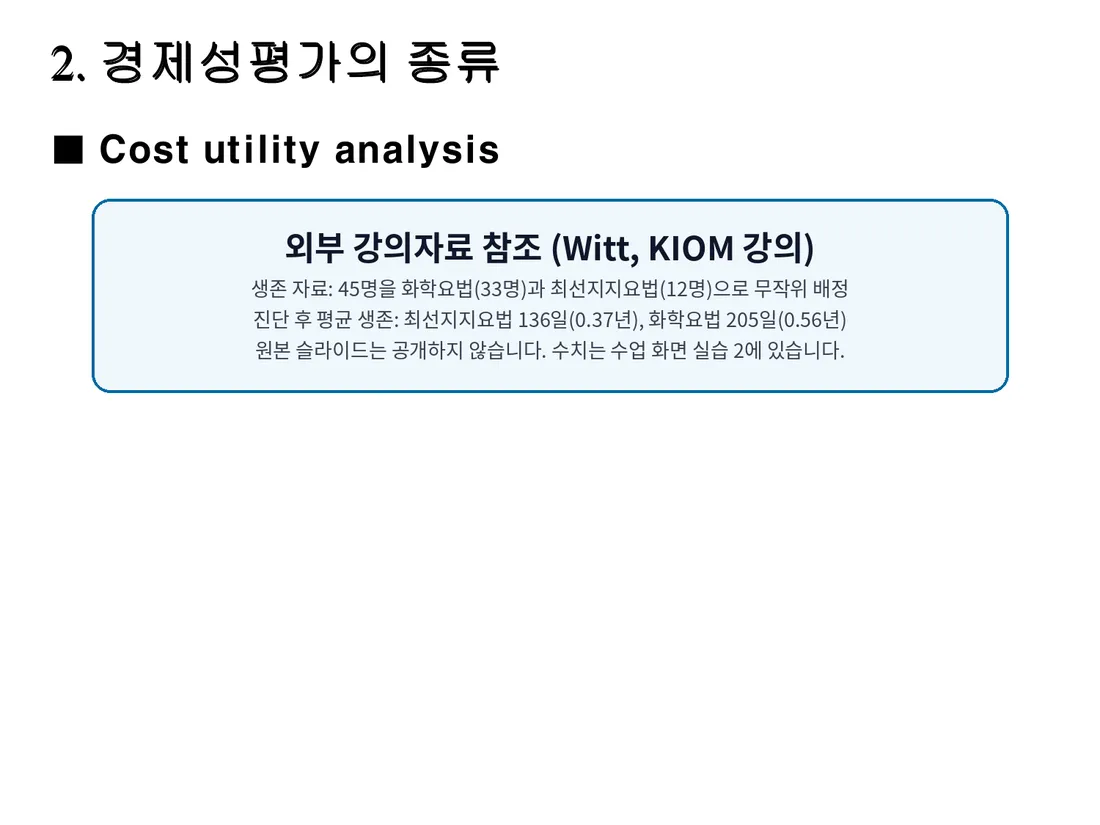 2. 경제성평가의 종류
■ Cost utility analysis
외부 강의자료 참조 (Witt, KIOM 강의)
생존 자료: 45명을 화학요법(33명)과 최선지지요법(12명)으로 무작위 배정
진단 후 평균 생존: 최선지지요법 136일(0.37년), 화학요법 205일(0.56년)
원본 슬라이드는 공개하지 않습니다. 수치는 수업 화면 실습 2에 있습니다.